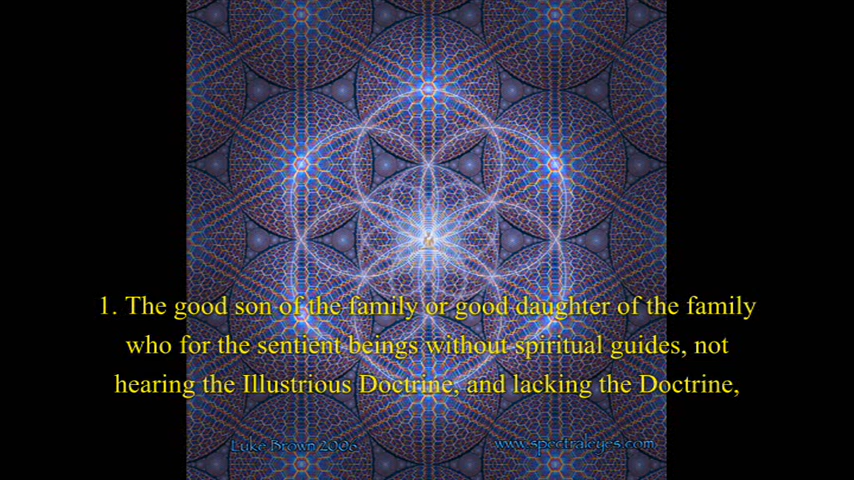 1. The good son of the family or good daughter of the family
who for the sentient beings without spiritual guides, not
hearing the Illustrious Doctrine, and lacking the Doctrine,
Luke Brown
www.spectraleyes.com